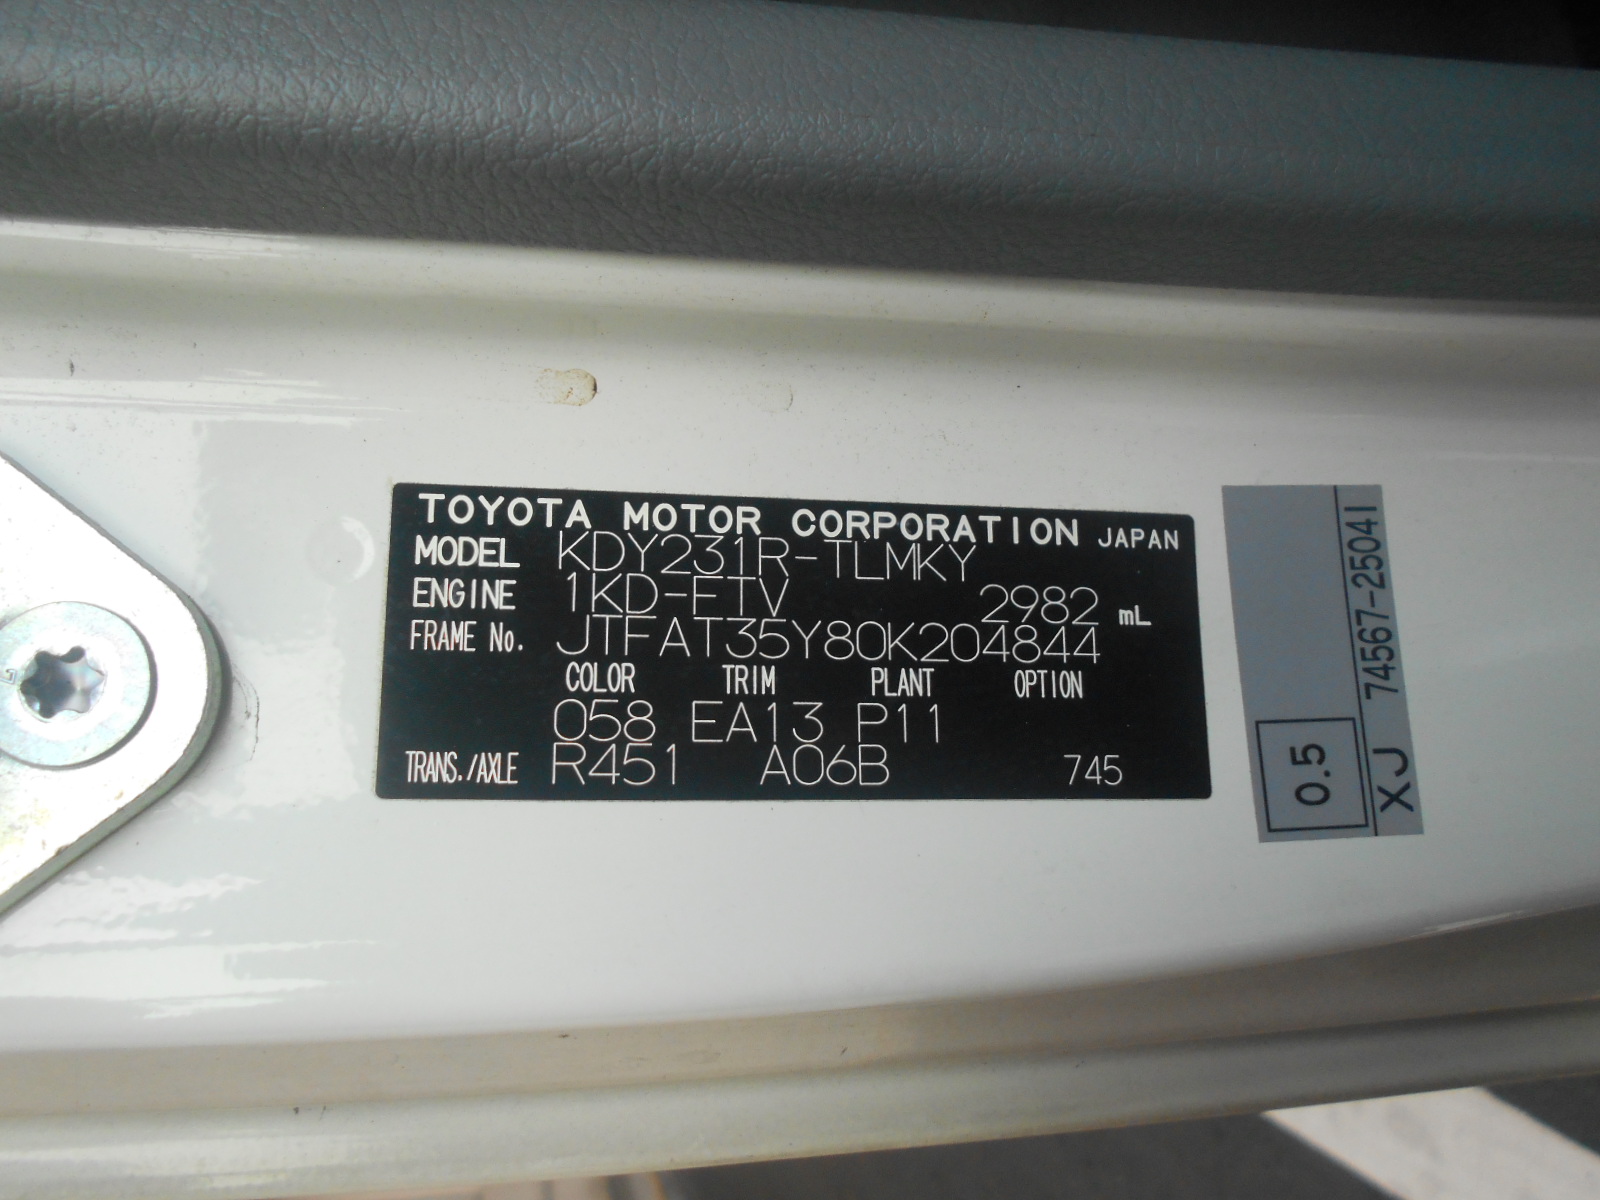 TOYOTA MOTOR CORPORATION JAPAN
MODEL KDY231R-TLMKY
ENGINE 1KD-FTV 2982 mL
FRAME No. JTFAT35Y80K204844
COLOR TRIM PLANT OPTION
058 EA13 P11
TRANS./AXLE R451 A06B 745
0.5
XJ 74567-25041